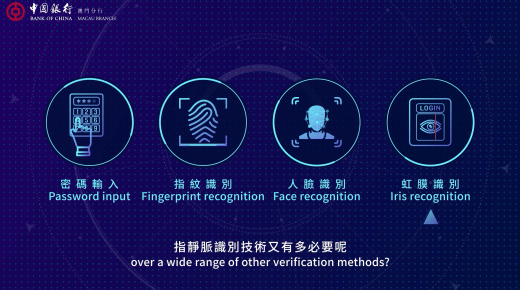 中國銀行 澳門分行
BANK OF CHINA MACAU BRANCH
LOGIN
密碼輸入 指紋識別 人臉識別 虹膜識別
Password input Fingerprint recognition Face recognition Iris recognition
指靜脈識別技術又有多必要呢
over a wide range of other verification methods?